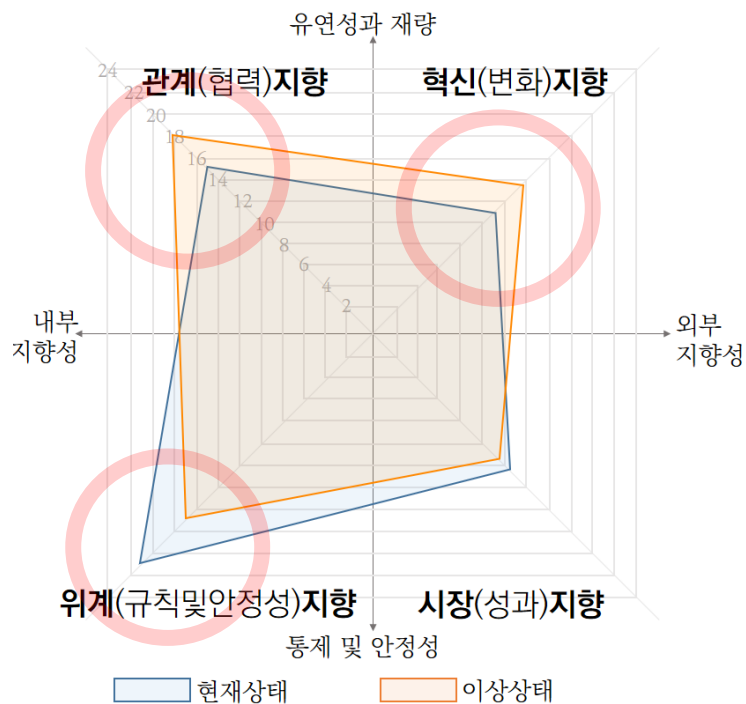 유연성과 재량
관계(협력)지향
혁신(변화)지향
24
22
20
18
16
14
12
10
8
6
4
2
내부
지향성
외부
지향성
위계(규칙및안정성)지향
시장(성과)지향
통제 및 안정성
현재상태
이상상태